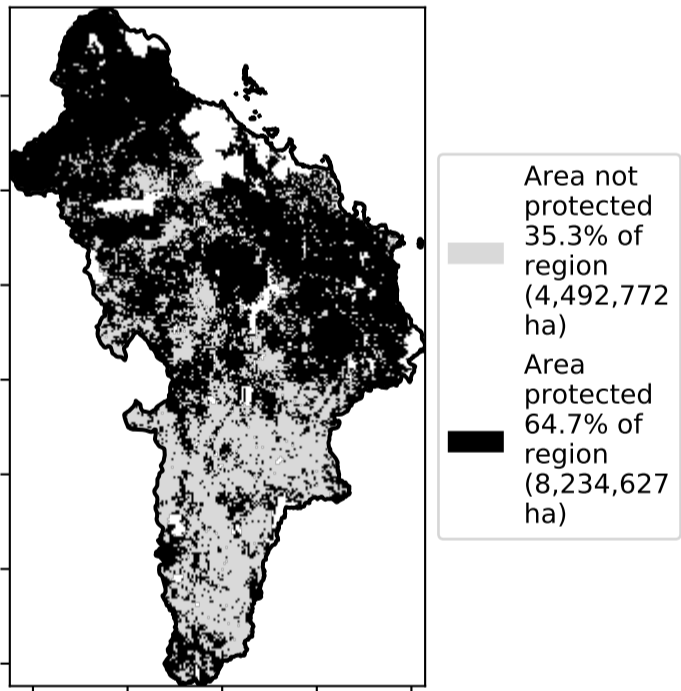 Area not
protected
35.3% of
region
(4,492,772
ha)
Area
protected
64.7% of
region
(8,234,627
ha)